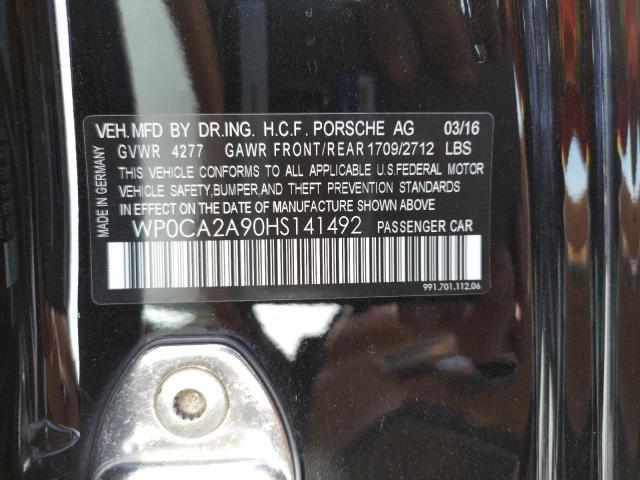 VEH. MFD BY DR.ING. H.C.F. PORSCHE AG 03/16
GVWR 4277 GAWR FRONT/REAR 1709/2712 LBS
THIS VEHICLE CONFORMS TO ALL APPLICABLE U.S.FEDERAL MOTOR
VEHICLE SAFETY,BUMPER,AND THEFT PREVENTION STANDARDS
IN EFFECT ON THE DATE OF MANUFACTURE SHOWN ABOVE
WP0CA2A90HS141492 PASSENGER CAR
991.701.112.06
MADE IN GERMANY